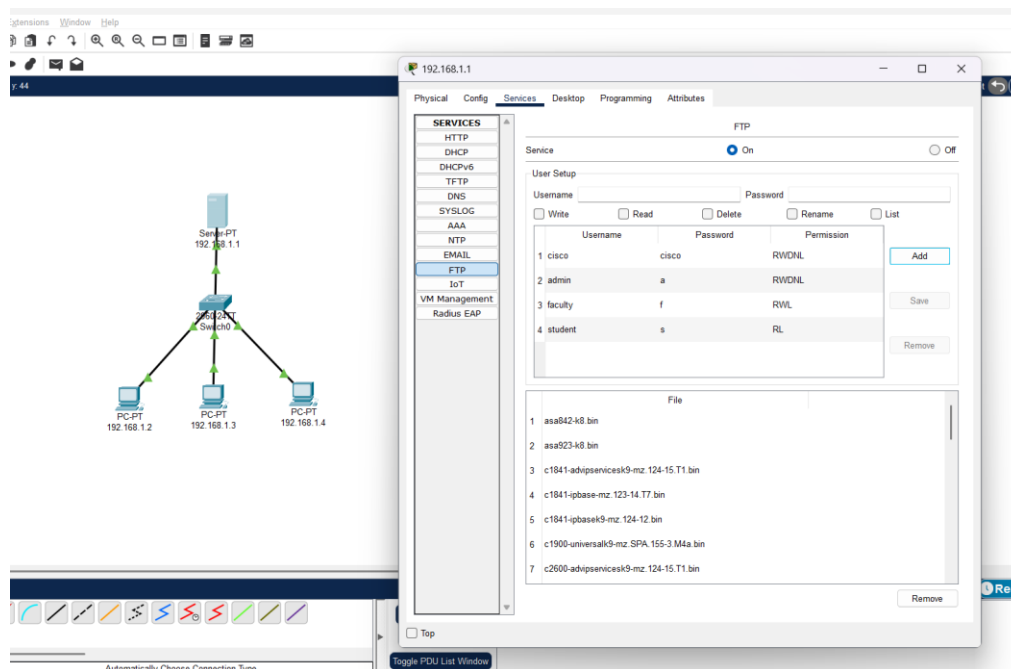 Extensions Window Help
y: 44
192.168.1.1
Physical Config Services Desktop Programming Attributes
SERVICES
HTTP
DHCP
DHCPv6
TFTP
DNS
SYSLOG
AAA
NTP
EMAIL
FTP
IoT
VM Management
Radius EAP
FTP
Service On Off
User Setup
Username Password
Write Read Delete Rename List
Username Password Permission
1 cisco cisco RWDNL
2 admin a RWDNL
3 faculty f RWL
4 student s RL
Add
Save
Remove
File
1 asa842-k8.bin
2 asa923-k8.bin
3 c1841-advipservicesk9-mz.124-15.T1.bin
4 c1841-ipbase-mz.123-14.T7.bin
5 c1841-ipbasek9-mz.124-12.bin
6 c1900-universalk9-mz.SPA.155-3.M4a.bin
7 c2600-advipservicesk9-mz.124-15.T1.bin
Remove
Top
Server-PT
192.168.1.1
2960-24TT
Switch0
PC-PT
192.168.1.2
PC-PT
192.168.1.3
PC-PT
192.168.1.4
Re
Automatically Choose Connection Type
Toggle PDU List Window